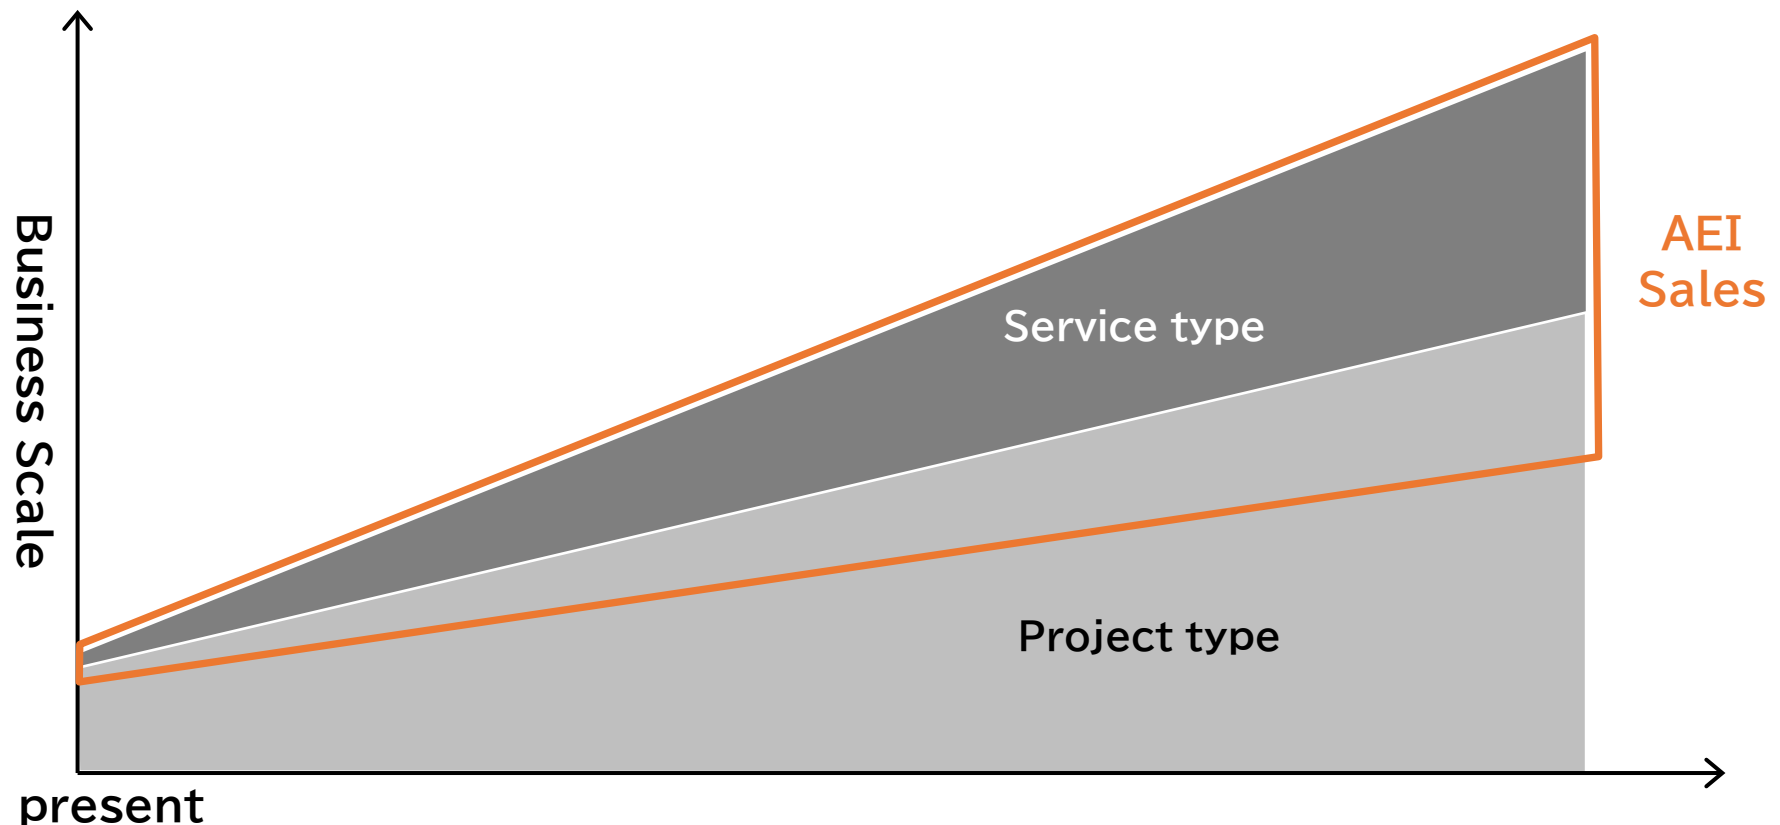 Business Scale
AEI
Sales
Service type
Project type
present